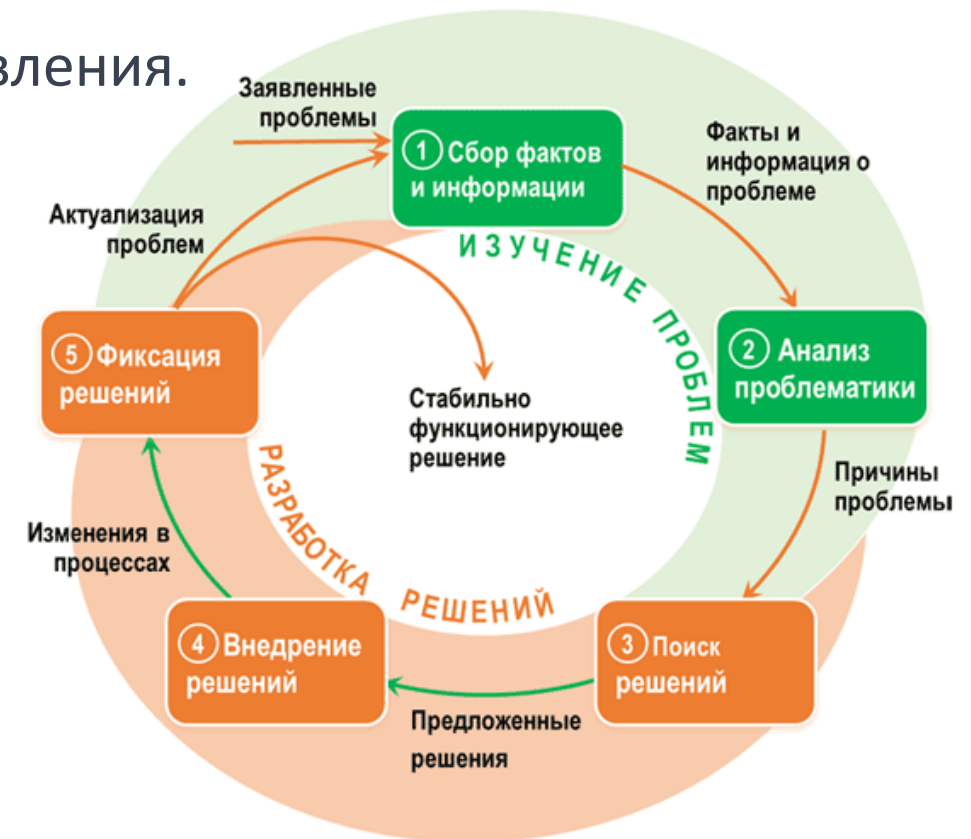 вления.
Заявленные
проблемы
1 Сбор фактов
и информации
Факты и
информация о
проблеме
Актуализация
проблем
ИЗУЧЕНИЕ ПРОБЛЕМ
2 Анализ
проблематики
5 Фиксация
решений
Стабильно
функционирующее
решение
Причины
проблемы
РАЗРАБОТКА РЕШЕНИЙ
Изменения в
процессах
4 Внедрение
решений
3 Поиск
решений
Предложенные
решения